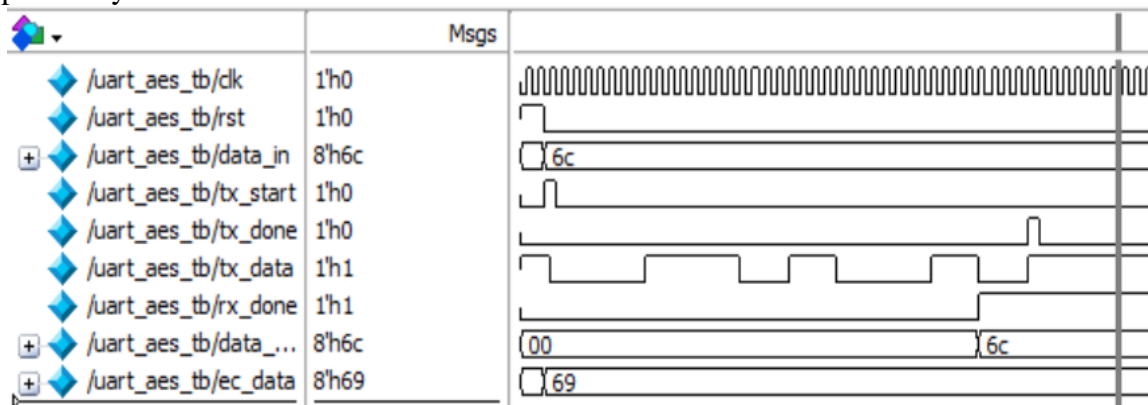 Msgs
/uart_aes_tb/clk 1'h0
/uart_aes_tb/rst 1'h0
/uart_aes_tb/data_in 8'h6c 6c
/uart_aes_tb/tx_start 1'h0
/uart_aes_tb/tx_done 1'h0
/uart_aes_tb/tx_data 1'h1
/uart_aes_tb/rx_done 1'h1
/uart_aes_tb/data_... 8'h6c 00 6c
/uart_aes_tb/ec_data 8'h69 69